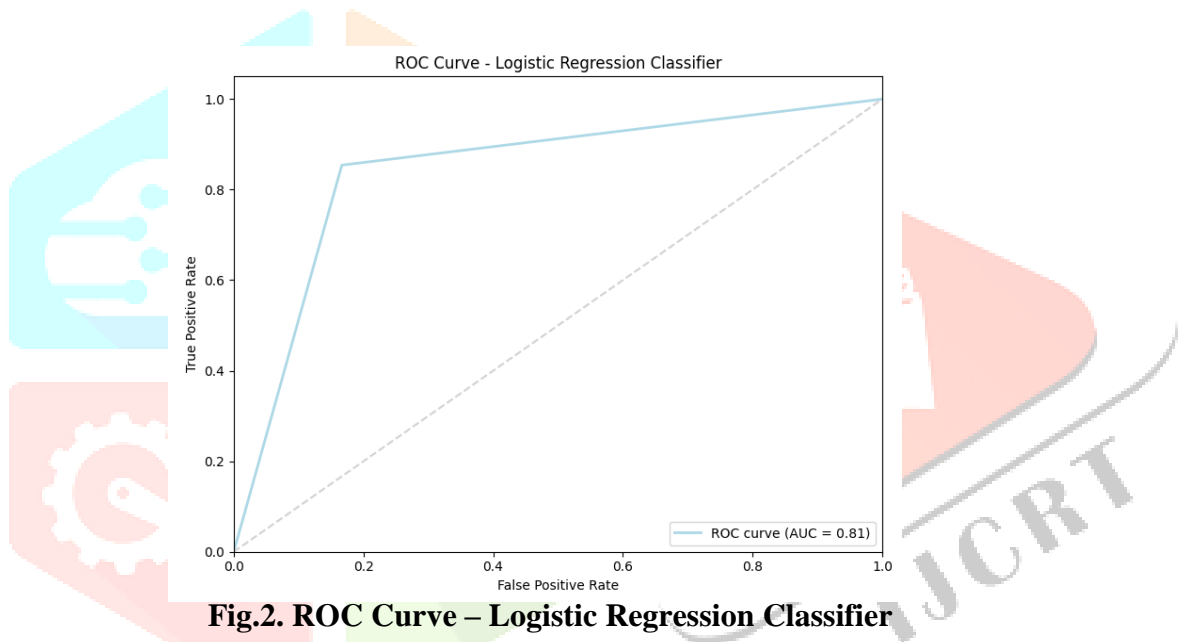 ROC Curve - Logistic Regression Classifier
True Positive Rate
1.0
0.8
0.6
0.4
0.2
0.0
0.0 0.2 0.4 0.6 0.8 1.0
False Positive Rate
ROC curve (AUC = 0.81)
IJCRT
Fig.2. ROC Curve – Logistic Regression Classifier